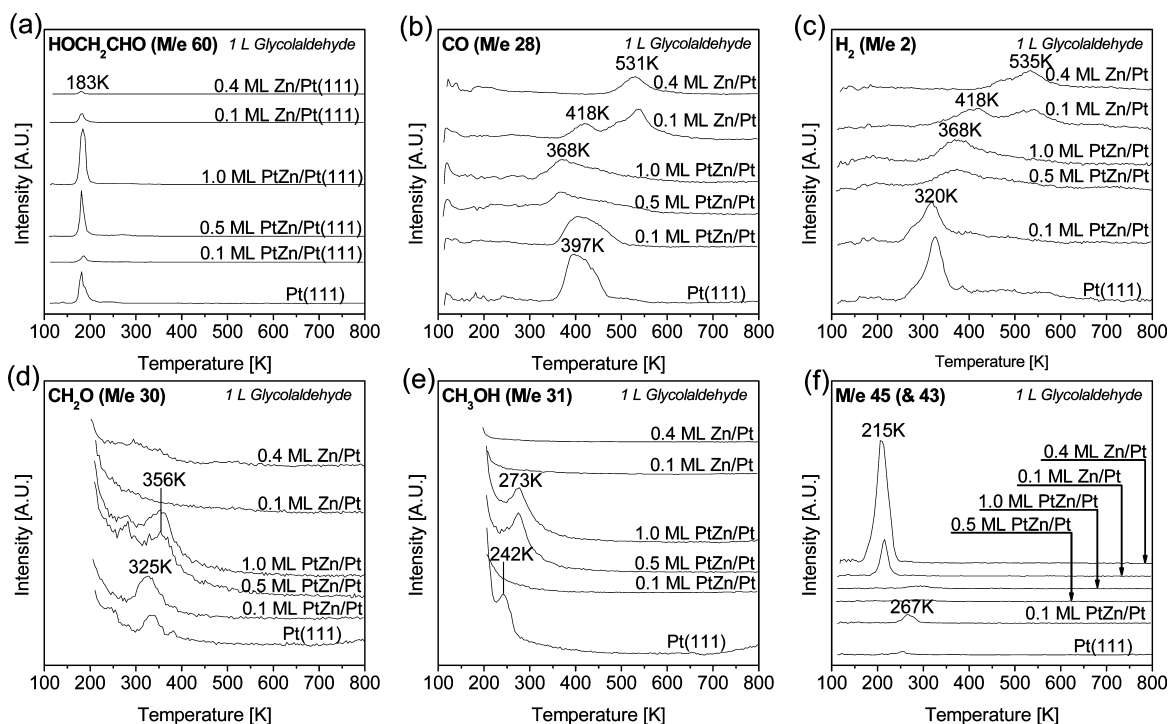 (a)
HOCH2CHO (M/e 60)
1 L Glycolaldehyde
183K
0.4 ML Zn/Pt(111)
0.1 ML Zn/Pt(111)
1.0 ML PtZn/Pt(111)
0.5 ML PtZn/Pt(111)
0.1 ML PtZn/Pt(111)
Pt(111)
Intensity [A.U.]
100 200 300 400 500 600 700 800
Temperature [K]
(b)
CO (M/e 28)
1 L Glycolaldehyde
531K
0.4 ML Zn/Pt
418K
0.1 ML Zn/Pt
368K
1.0 ML PtZn/Pt
0.5 ML PtZn/Pt
0.1 ML PtZn/Pt
397K
Pt(111)
Intensity [A.U.]
100 200 300 400 500 600 700 800
Temperature [K]
(c)
H2 (M/e 2)
1 L Glycolaldehyde
535K
0.4 ML Zn/Pt
418K
0.1 ML Zn/Pt
368K
1.0 ML PtZn/Pt
0.5 ML PtZn/Pt
320K
0.1 ML PtZn/Pt
Pt(111)
Intensity [A.U.]
100 200 300 400 500 600 700 800
Temperature [K]
(d)
CH2O (M/e 30)
1 L Glycolaldehyde
0.4 ML Zn/Pt
356K
0.1 ML Zn/Pt
1.0 ML PtZn/Pt
325K
0.5 ML PtZn/Pt
0.1 ML PtZn/Pt
Pt(111)
Intensity [A.U.]
100 200 300 400 500 600 700 800
Temperature [K]
(e)
CH3OH (M/e 31)
1 L Glycolaldehyde
0.4 ML Zn/Pt
0.1 ML Zn/Pt
273K
1.0 ML PtZn/Pt
242K
0.5 ML PtZn/Pt
0.1 ML PtZn/Pt
Pt(111)
Intensity [A.U.]
100 200 300 400 500 600 700 800
Temperature [K]
(f)
M/e 45 (& 43)
1 L Glycolaldehyde
215K
0.4 ML Zn/Pt
0.1 ML Zn/Pt
1.0 ML PtZn/Pt
0.5 ML PtZn/Pt
267K
0.1 ML PtZn/Pt
Pt(111)
Intensity [A.U.]
100 200 300 400 500 600 700 800
Temperature [K]